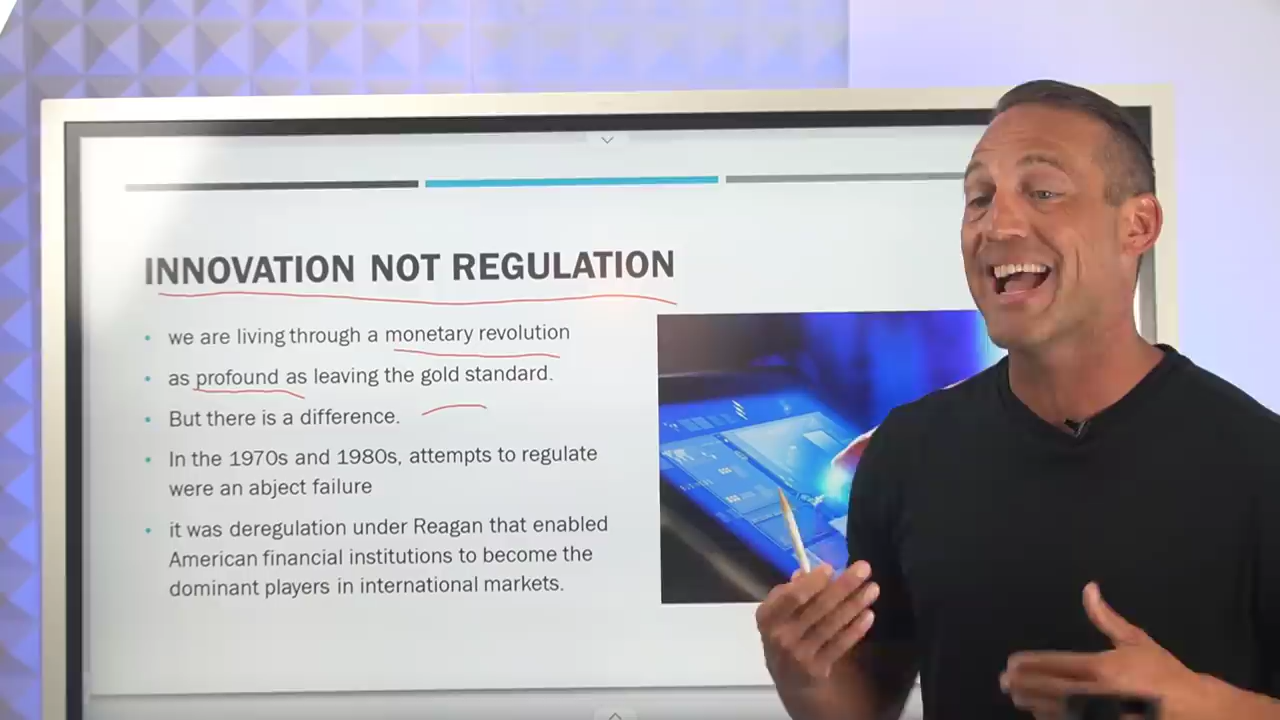 INNOVATION NOT REGULATION
• we are living through a monetary revolution
• as profound as leaving the gold standard.
• But there is a difference.
• In the 1970s and 1980s, attempts to regulate
were an abject failure
• it was deregulation under Reagan that enabled
American financial institutions to become the
dominant players in international markets.